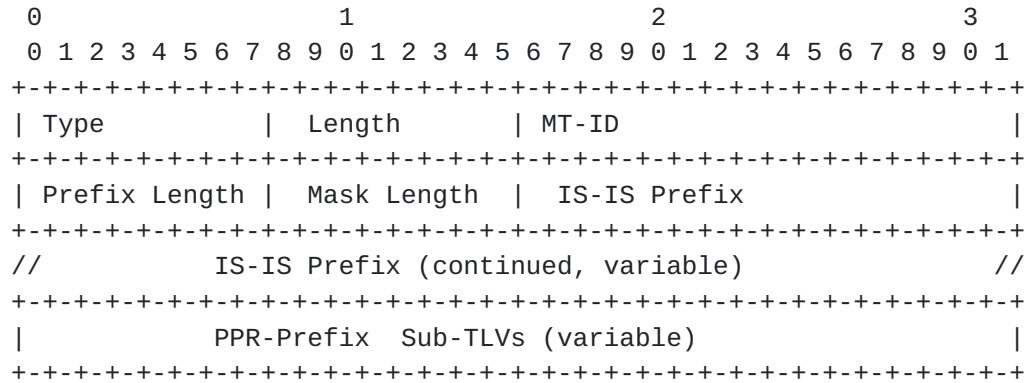 0                   1                   2                   3
 0 1 2 3 4 5 6 7 8 9 0 1 2 3 4 5 6 7 8 9 0 1 2 3 4 5 6 7 8 9 0 1
+-+-+-+-+-+-+-+-+-+-+-+-+-+-+-+-+-+-+-+-+-+-+-+-+-+-+-+-+-+-+-+-+
| Type          |  Length       | MT-ID                         |
+-+-+-+-+-+-+-+-+-+-+-+-+-+-+-+-+-+-+-+-+-+-+-+-+-+-+-+-+-+-+-+-+
| Prefix Length |  Mask Length  |  IS-IS Prefix                 |
+-+-+-+-+-+-+-+-+-+-+-+-+-+-+-+-+-+-+-+-+-+-+-+-+-+-+-+-+-+-+-+-+
//           IS-IS Prefix (continued, variable)                //
+-+-+-+-+-+-+-+-+-+-+-+-+-+-+-+-+-+-+-+-+-+-+-+-+-+-+-+-+-+-+-+-+
|            PPR-Prefix  Sub-TLVs (variable)                    |
+-+-+-+-+-+-+-+-+-+-+-+-+-+-+-+-+-+-+-+-+-+-+-+-+-+-+-+-+-+-+-+-+